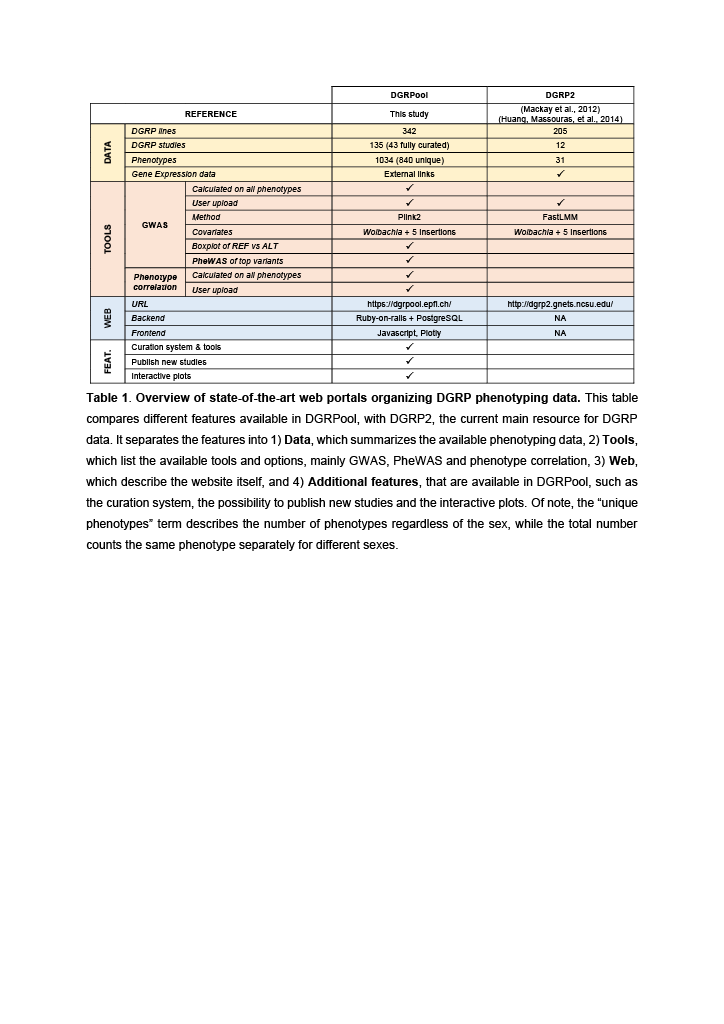 DGRPool DGRP2
REFERENCE This study (Mackay et al., 2012)
(Huang, Massouras, et al., 2014)
DATA
DGRP lines 342 205
DGRP studies 135 (43 fully curated) 12
Phenotypes 1034 (840 unique) 31
Gene Expression data External links ✓
TOOLS
GWAS
Calculated on all phenotypes ✓
User upload ✓ ✓
Method Plink2 FastLMM
Covariates Wolbachia + 5 insertions Wolbachia + 5 insertions
Boxplot of REF vs ALT ✓
PheWAS of top variants ✓
Phenotype
correlation
Calculated on all phenotypes ✓
User upload ✓
WEB
URL https://dgrpool.epfl.ch/ http://dgrp2.gnets.ncsu.edu/
Backend Ruby-on-rails + PostgreSQL NA
Frontend Javascript, Plotly NA
FEAT.
Curation system & tools ✓
Publish new studies ✓
Interactive plots ✓
Table 1. Overview of state-of-the-art web portals organizing DGRP phenotyping data. This table
compares different features available in DGRPool, with DGRP2, the current main resource for DGRP
data. It separates the features into 1) Data, which summarizes the available phenotyping data, 2) Tools,
which list the available tools and options, mainly GWAS, PheWAS and phenotype correlation, 3) Web,
which describe the website itself, and 4) Additional features, that are available in DGRPool, such as
the curation system, the possibility to publish new studies and the interactive plots. Of note, the “unique
phenotypes” term describes the number of phenotypes regardless of the sex, while the total number
counts the same phenotype separately for different sexes.